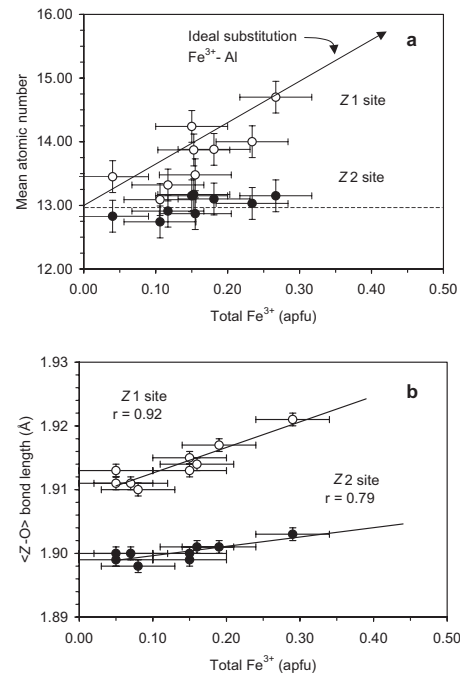 16.00
Ideal substitution
Fe³⁺- Al
a
15.00
Z1 site
14.00
Z2 site
13.00
12.00
Mean atomic number
0.00 0.10 0.20 0.30 0.40 0.50
Total Fe³⁺ (apfu)
1.93
Z1 site
r = 0.92
b
1.92
Z2 site
r = 0.79
1.91
1.90
1.89
<Z-O> bond length (Å)
0.00 0.10 0.20 0.30 0.40 0.50
Total Fe³⁺ (apfu)